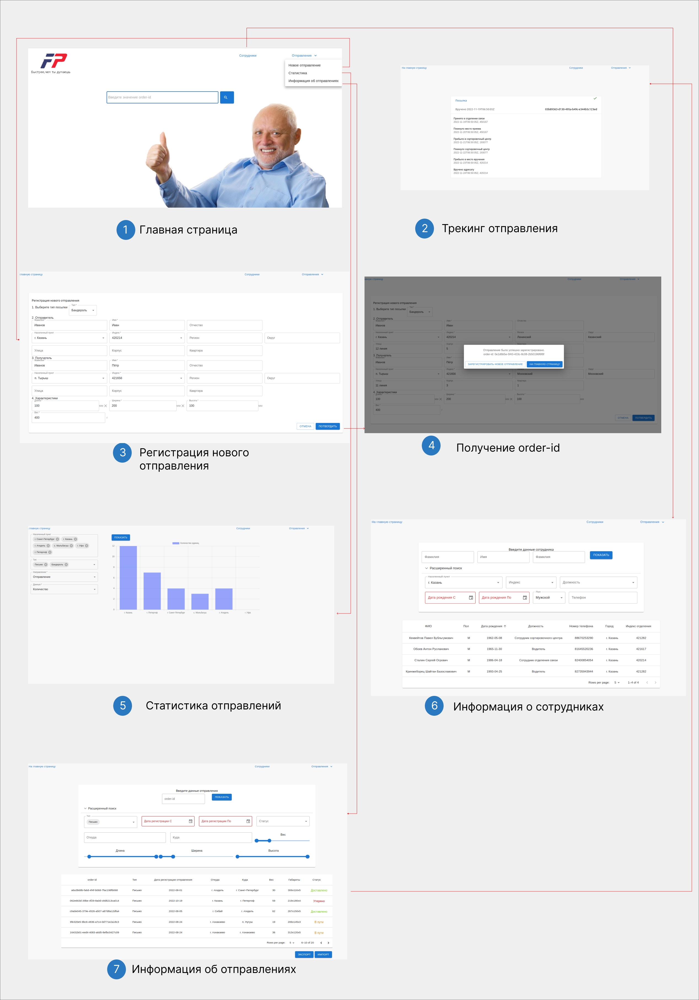 FP
Быстрее,чем ты думаешь
Сотрудники
Отправления
Новое отправление
Статистика
Информация об отправлениях
Введите значение order-id
1 Главная страница
На главную страницу
Сотрудники
Отправления
Посылка
Вручено 2022-11-19T06:50:05Z
03b89363-d130-495a-b49c-e344b5c123ed
Принято в отделении связи
2022-11-19T06:50:05Z, 450167
Покинуло место приема
2022-11-20T06:50:05Z, 450167
Прибыло в сортировочный центр
2022-11-21T06:50:05Z, 193077
Покинуло сортировочный центр
2022-11-22T06:50:05Z, 193077
Прибыло в место вручения
2022-11-23T06:50:05Z, 420214
Вручено адресату
2022-11-24T06:50:05Z, 420214
2 Трекинг отправления
главную страницу
Сотрудники
Отправления
Регистрация нового отправления
1. Выберите тип посылки
Тип *
Бандероль
2. Отправитель
Фамилия *
Иванов
Имя *
Иван
Отчество
Населенный пункт
г. Казань
Индекс *
420214
Регион
Округ
Улица
Корпус
Квартира
3. Получатель
Фамилия *
Иванов
Имя *
Пётр
Отчество
Населенный пункт
п. Тырыш
Индекс *
421656
Регион
Округ
Улица
Корпус
Квартира
4. Характеристики
Длина *
100
мм
Ширина *
200
мм
Высота *
100
мм
Вес *
400
г
ОТМЕНА
ПОТВЕРДИТЬ
3 Регистрация нового
отправления
авную страницу
Сотрудники
Отправления
Регистрация нового отправления
1. Выберите тип посылки
Тип *
Бандероль
2. Отправитель
Фамилия *
Иванов
Имя *
Иван
Отчество
Населенный пункт
г. Казань
Индекс *
420214
Регион
Ленинский
Округ
Казанский
Улица
12 линия
Корпус
5
Отправление было успешно зарегистрировано.
order-id: 0e1d6b5e-5f43-433c-8c08-2b50196f6f8f
ЗАРЕГИСТРИРОВАТЬ НОВОЕ ОТПРАВЛЕНИЕ
НА ГЛАВНУЮ СТРАНИЦУ
3. Получатель
Фамилия *
Иванов
Пётр
Населенный пункт
п. Тырыш
Индекс *
421656
Московский
Округ
Московский
Улица
11 линия
Корпус
3
Квартира
1
4. Характеристики
Длина *
100
мм
Ширина *
200
мм
Высота *
100
мм
Вес *
400
г
ОТМЕНА
ПОТВЕРДИТЬ
4 Получение order-id
главную страницу
Сотрудники
Отправления
Населенный пункт
г. Санкт-Петербург
г. Казань
г. Агидель
с. Мальбагуш
г. Уфа
г. Петергоф
Тип
Письмо
Бандероль
Направление *
Отправление
Данные *
Количество
ПОКАЗАТЬ
Количество единиц
12
10
8
6
4
2
0
г. Казань
г. Петергоф
г. Санкт-Петербург
с. Мальбагуш
г. Агидель
г. Уфа
5 Статистика отправлений
На главную страницу
Сотрудники
Отправления
Введите данные сотрудника
Фамилия
Имя
Фамилия
ПОКАЗАТЬ
Расширенный поиск
Населенный пункт
г. Казань
Индекс
Должность
Дата рождения С
Дата рождения По
Пол
Мужской
Телефон
ФИО Пол Дата рождения Должность Номер телефона Город Индекс отделения
Кеквейтов Павел Бубльгумович М 1962-05-08 Сотрудник сортировочного центра 88670253290 г. Казань 421282
Обоев Антон Русланович М 1965-11-30 Водитель 81645520236 г. Казань 421617
Сталин Сергей Огрович М 1986-04-18 Сотрудник отделения связи 82400854054 г. Казань 420214
Кринжеборец Шайтан Базославович М 1993-04-25 Водитель 82735943944 г. Казань 421282
Rows per page: 5 1–4 of 4
6 Информация о сотрудниках
На главную страницу
Сотрудники
Отправления
Введите данные отправления
order-id
ПОКАЗАТЬ
Расширенный поиск
Тип
Письмо
Дата регистрации С
Дата регистрации По
Статус
Откуда
Куда
Вес
Длина
Ширина
Высота
order-id Тип Дата регистрации отправления Откуда Куда Вес Габариты Статус
a6a3b68b-fa6d-4f4f-b068-7fac198fb068 Письмо 2022-08-01 г. Агидель г. Санкт-Петербург 30 306x116x5 Доставлено
062e663d-39be-4f29-8a0d-c8d6213ca014 Письмо 2022-10-19 г. Казань г. Петергоф 59 219x180x4 Утеряно
c9a0e045-379e-4526-a507-a87d8a12dfa4 Письмо 2022-08-05 г. Сибай г. Агидель 62 267x150x5 Доставлено
9fe320e5-9bc6-4836-a7c4-0d771e2a18c3 Письмо 2022-08-24 г. Азнакаево п. Нугуш 19 206x145x3 В пути
16431b01-eed4-4083-a6d5-8efbc0427c09 Письмо 2022-08-24 г. Азнакаево г. Азнакаево 36 313x120x5 В пути
Rows per page: 5 6–10 of 20
ЭКСПОРТ
ИМПОРТ
7 Информация об отправлениях